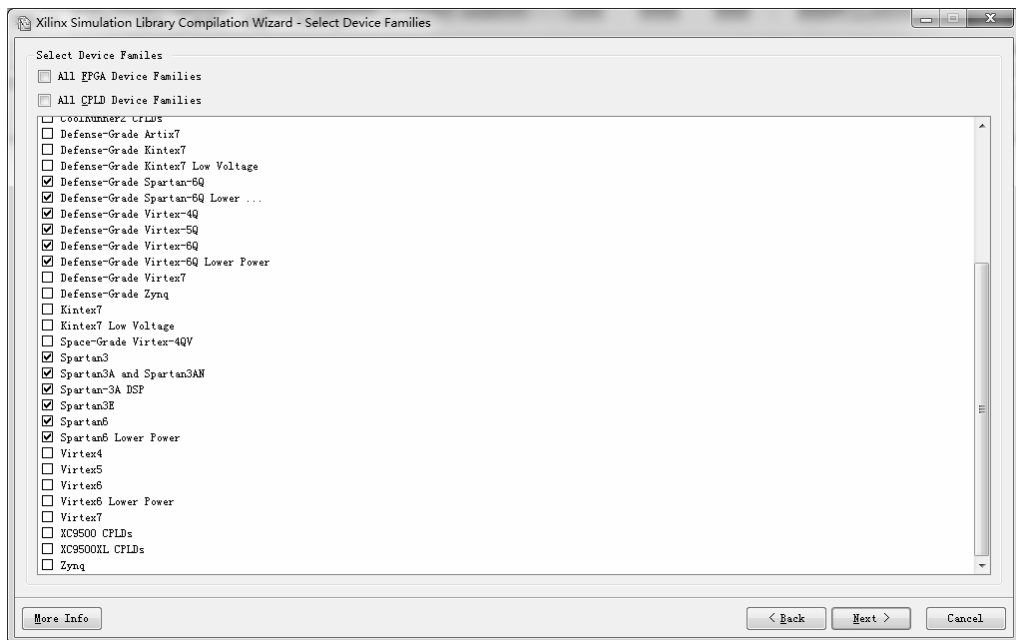 Xilinx Simulation Library Compilation Wizard - Select Device Families
Select Device Familes
All FPGA Device Families
All CPLD Device Families
CoolRunner2 CPLDs
Defense-Grade Artix7
Defense-Grade Kintex7
Defense-Grade Kintex7 Low Voltage
Defense-Grade Spartan-6Q
Defense-Grade Spartan-6Q Lower ...
Defense-Grade Virtex-4Q
Defense-Grade Virtex-5Q
Defense-Grade Virtex-6Q
Defense-Grade Virtex-6Q Lower Power
Defense-Grade Virtex7
Defense-Grade Zynq
Kintex7
Kintex7 Low Voltage
Space-Grade Virtex-4QV
Spartan3
Spartan3A and Spartan3AN
Spartan-3A DSP
Spartan3E
Spartan6
Spartan6 Lower Power
Virtex4
Virtex5
Virtex6
Virtex6 Lower Power
Virtex7
XC9500 CPLDs
XC9500XL CPLDs
Zynq
More Info
< Back
Next >
Cancel